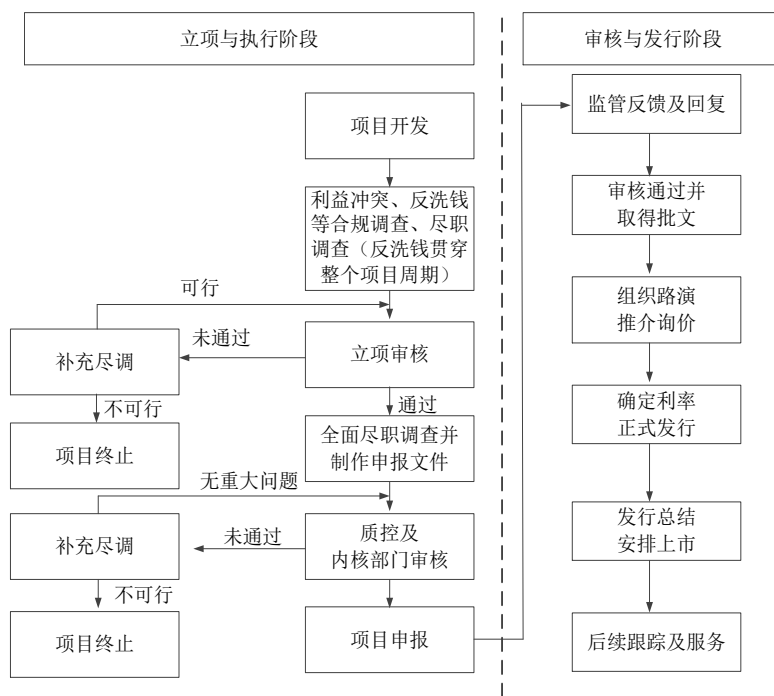 立项与执行阶段
审核与发行阶段
项目开发
利益冲突、反洗钱
等合规调查、尽职
调查（反洗钱贯穿
整个项目周期）
可行
立项审核
未通过
补充尽调
不可行
项目终止
通过
全面尽职调查并
制作申报文件
无重大问题
质控及
内核部门审核
未通过
补充尽调
不可行
项目终止
项目申报
监管反馈及回复
审核通过并
取得批文
组织路演
推介询价
确定利率
正式发行
发行总结
安排上市
后续跟踪及服务